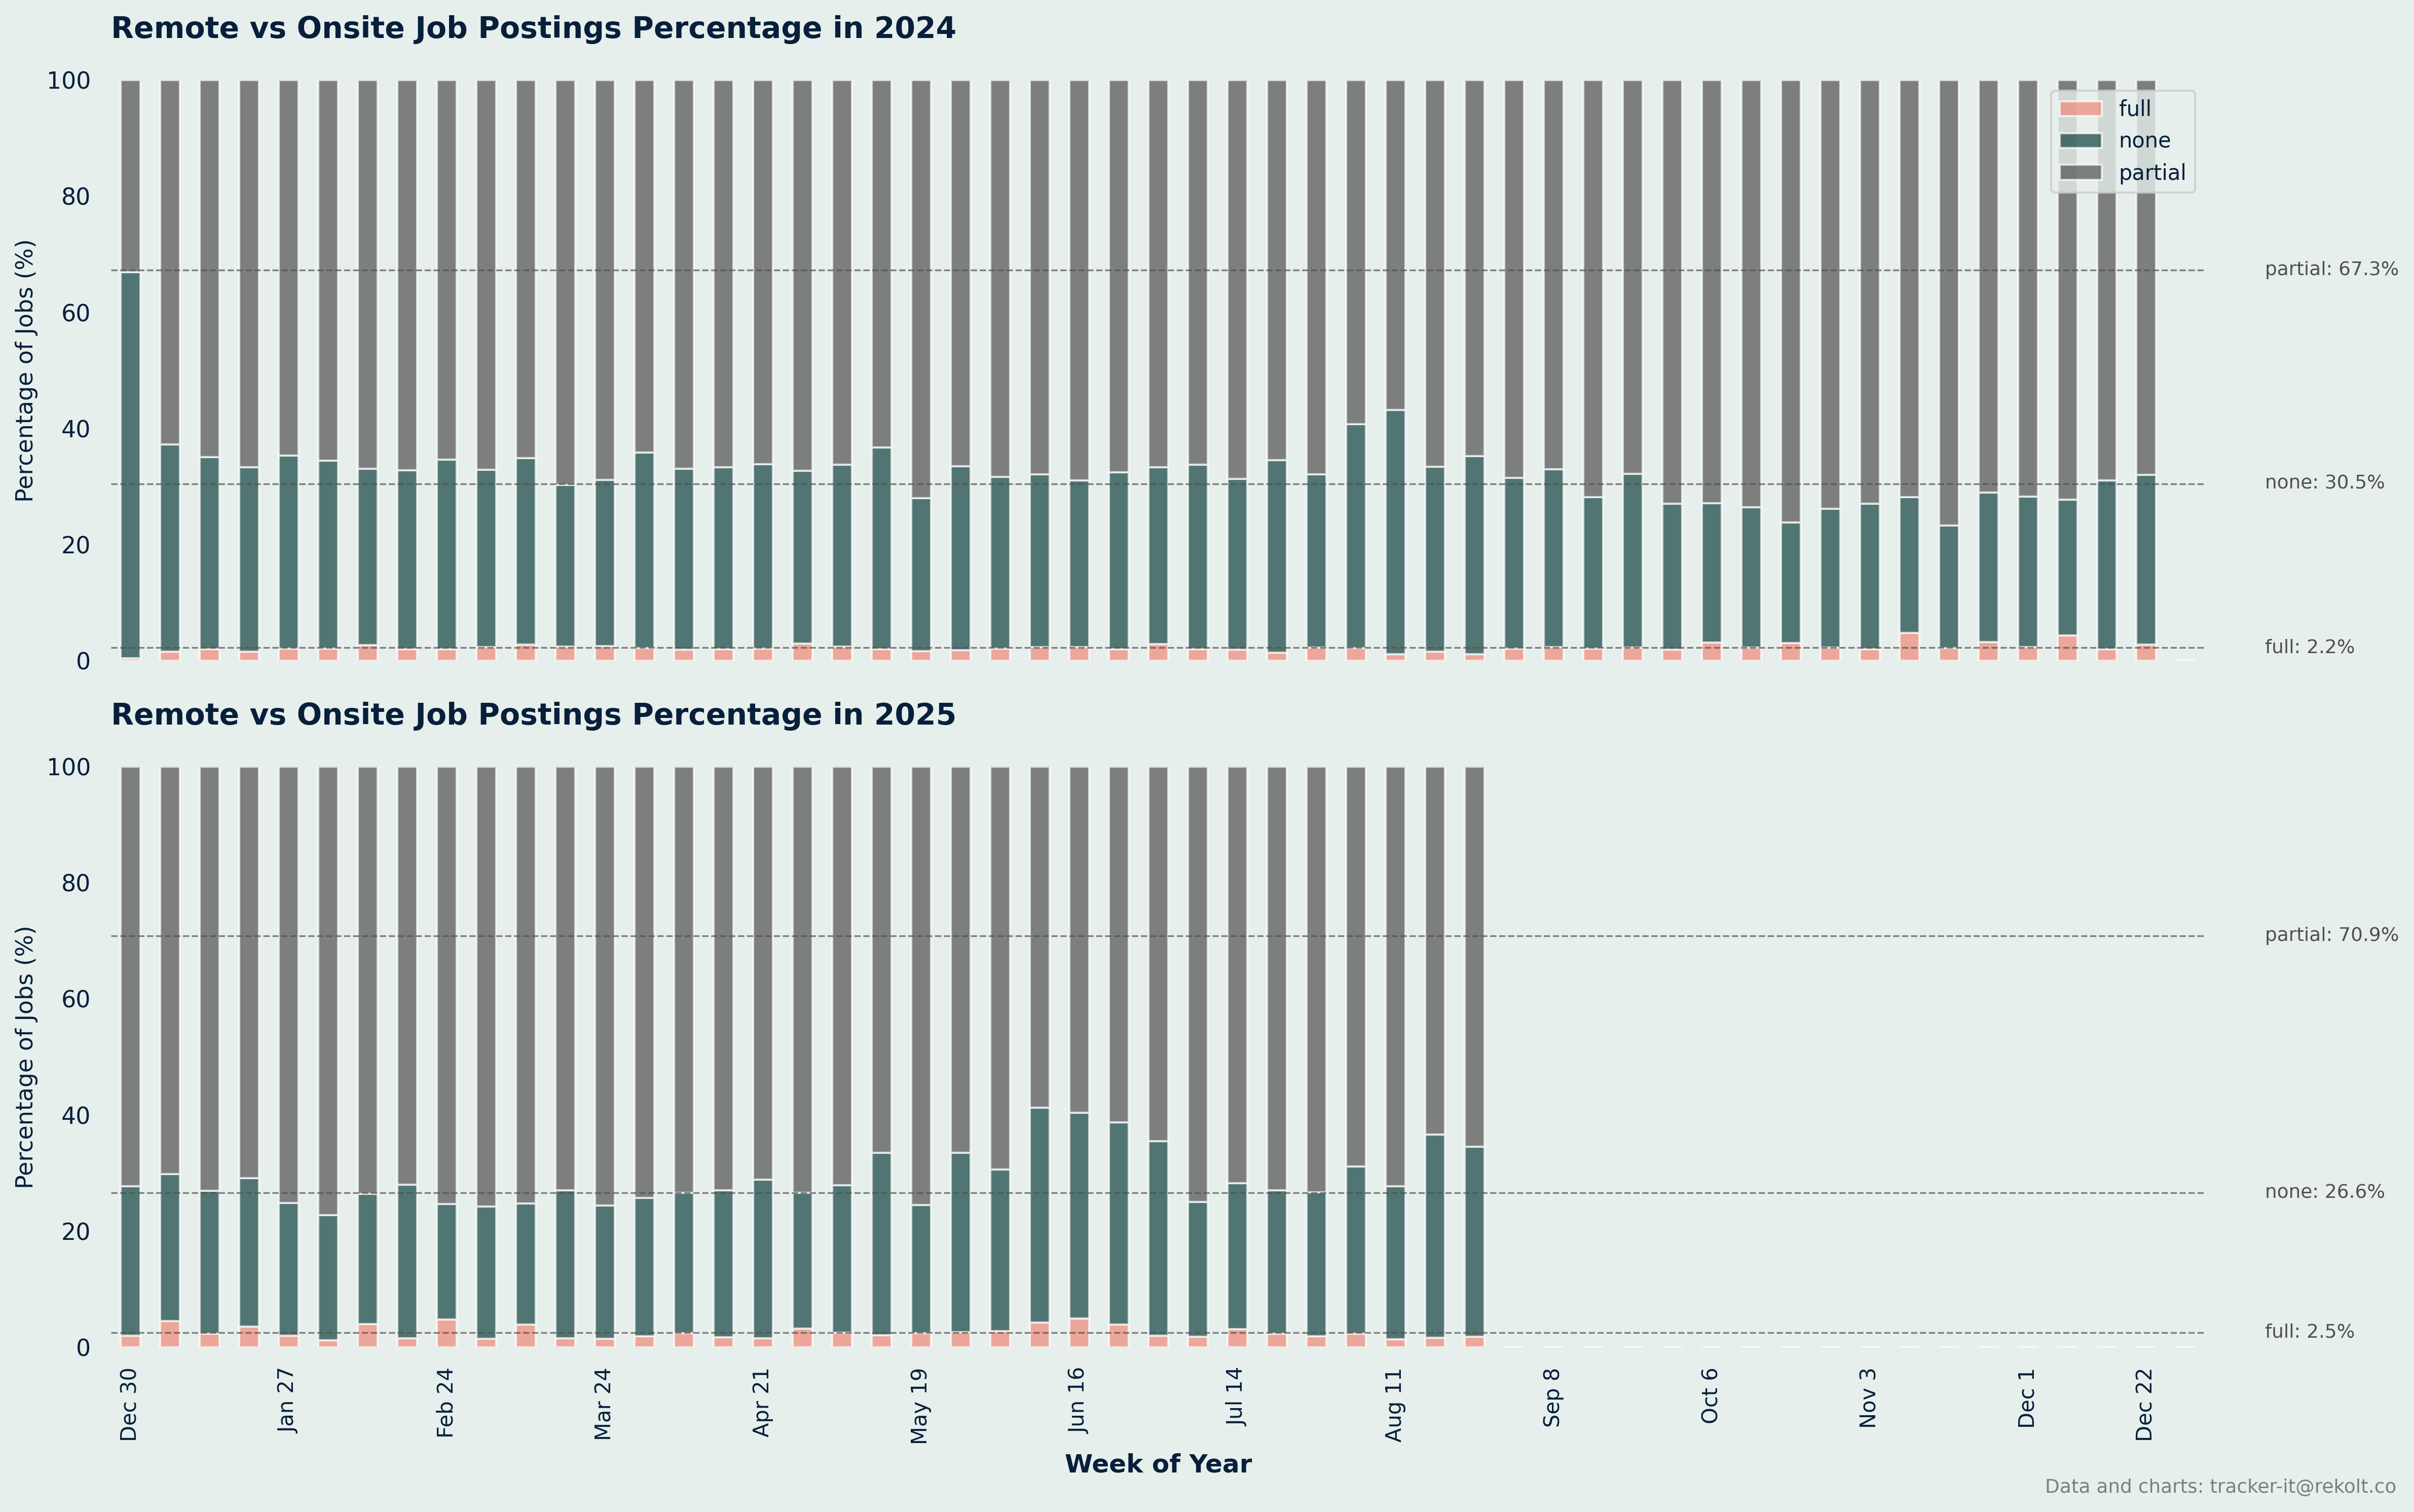 Remote vs Onsite Job Postings Percentage in 2024
Percentage of Jobs (%)
100
80
60
40
20
0
full
none
partial
partial: 67.3%
none: 30.5%
full: 2.2%
Remote vs Onsite Job Postings Percentage in 2025
Percentage of Jobs (%)
100
80
60
40
20
0
partial: 70.9%
none: 26.6%
full: 2.5%
Dec 30
Jan 27
Feb 24
Mar 24
Apr 21
May 19
Jun 16
Jul 14
Aug 11
Sep 8
Oct 6
Nov 3
Dec 1
Dec 22
Week of Year
Data and charts: tracker-it@rekolt.co